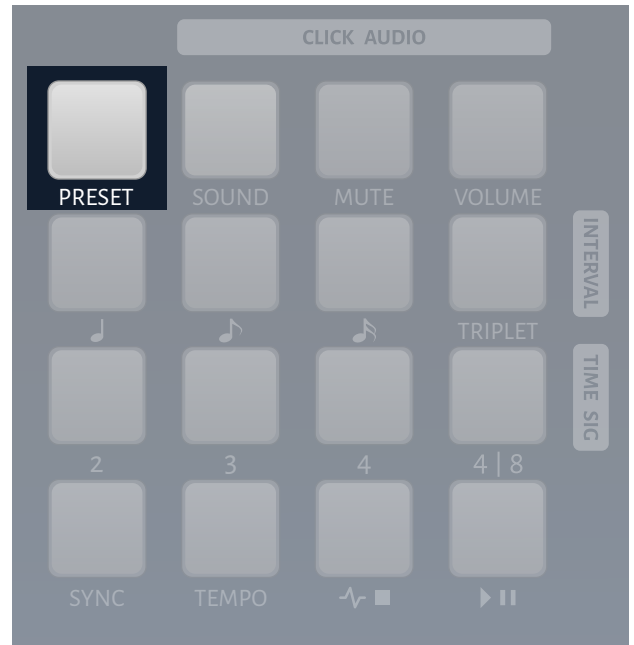 CLICK AUDIO
PRESET SOUND MUTE VOLUME
INTERVAL
TRIPLET
TIME SIG
2 3 4 4 | 8
SYNC TEMPO